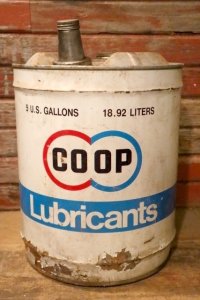 5 U.S. GALLONS 18.92 LITERS
COOP
Lubricants